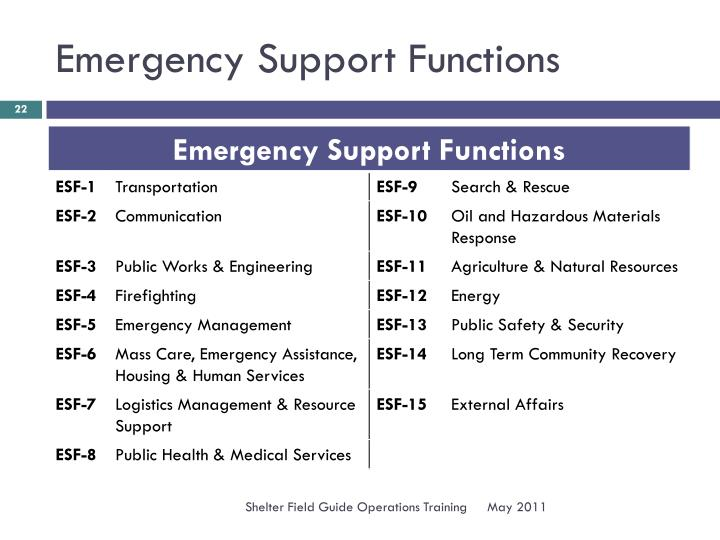 Emergency Support Functions
22
Emergency Support Functions
ESF-1 Transportation
ESF-2 Communication
ESF-3 Public Works & Engineering
ESF-4 Firefighting
ESF-5 Emergency Management
ESF-6 Mass Care, Emergency Assistance,
Housing & Human Services
ESF-7 Logistics Management & Resource
Support
ESF-8 Public Health & Medical Services
ESF-9 Search & Rescue
ESF-10 Oil and Hazardous Materials
Response
ESF-11 Agriculture & Natural Resources
ESF-12 Energy
ESF-13 Public Safety & Security
ESF-14 Long Term Community Recovery
ESF-15 External Affairs
Shelter Field Guide Operations Training May 2011